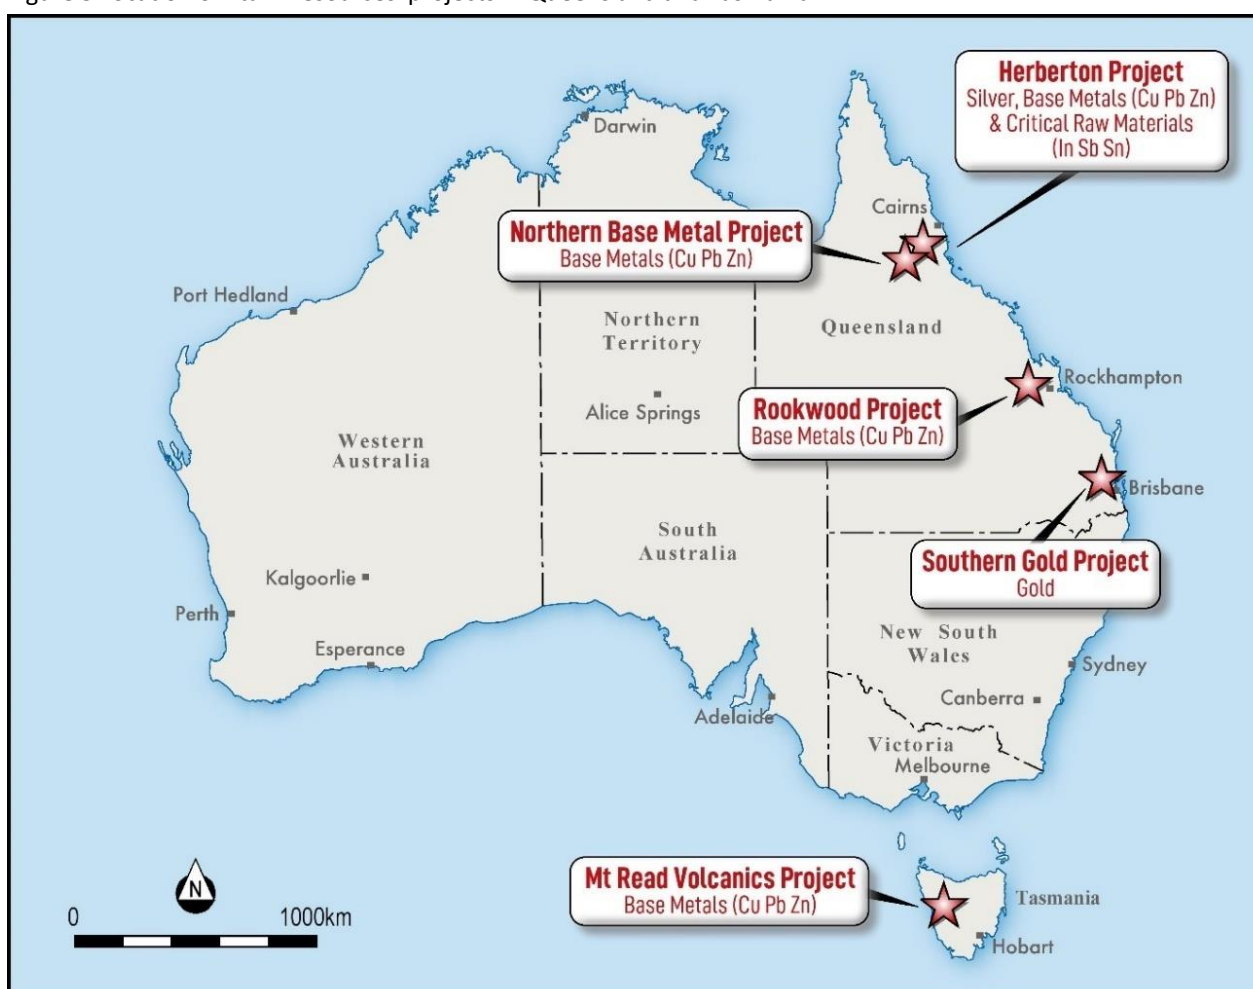 Herberton Project
Silver, Base Metals (Cu Pb Zn)
& Critical Raw Materials
(In Sb Sn)
Darwin
Cairns
Northern Base Metal Project
Base Metals (Cu Pb Zn)
Port Hedland
Northern
Territory
Queensland
Alice Springs
Rockhampton
Rookwood Project
Base Metals (Cu Pb Zn)
Western
Australia
Brisbane
South
Australia
Southern Gold Project
Gold
Kalgoorlie
Perth
Esperance
New South
Wales
Sydney
Canberra
Adelaide
Victoria
Melbourne
Mt Read Volcanics Project
Base Metals (Cu Pb Zn)
Tasmania
Hobart
N
0 1000km